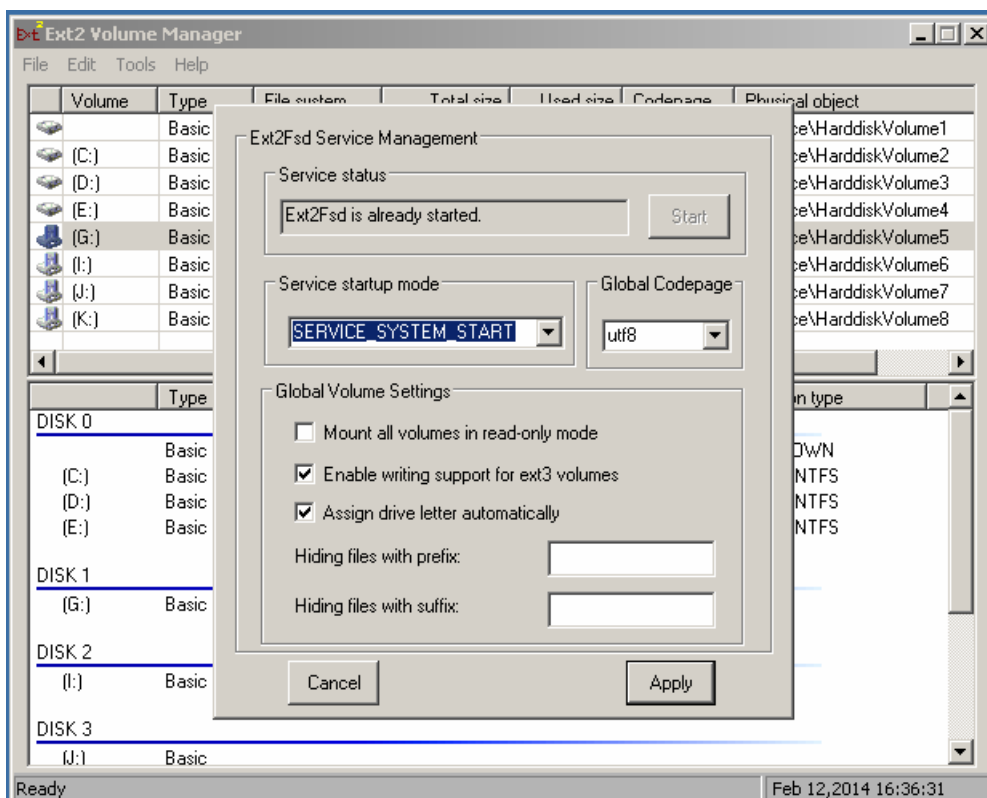 Ext2 Ext2 Volume Manager
File Edit Tools Help
Volume Type File system Total size Used size Codepage Physical object
Basic ce\HarddiskVolume1
(C:) Basic ce\HarddiskVolume2
(D:) Basic ce\HarddiskVolume3
(E:) Basic ce\HarddiskVolume4
(G:) Basic ce\HarddiskVolume5
(I:) Basic ce\HarddiskVolume6
(J:) Basic ce\HarddiskVolume7
(K:) Basic ce\HarddiskVolume8
Ext2Fsd Service Management
Service status
Ext2Fsd is already started.
Start
Service startup mode
SERVICE_SYSTEM_START
Global Codepage
utf8
Global Volume Settings
Mount all volumes in read-only mode
Enable writing support for ext3 volumes
Assign drive letter automatically
Hiding files with prefix:
Hiding files with suffix:
Cancel
Apply
Type on type
DISK 0
Basic OWN
(C:) Basic NTFS
(D:) Basic NTFS
(E:) Basic NTFS
DISK 1
(G:) Basic
DISK 2
(I:) Basic
DISK 3
(J:) Basic
Ready
Feb 12,2014 16:36:31